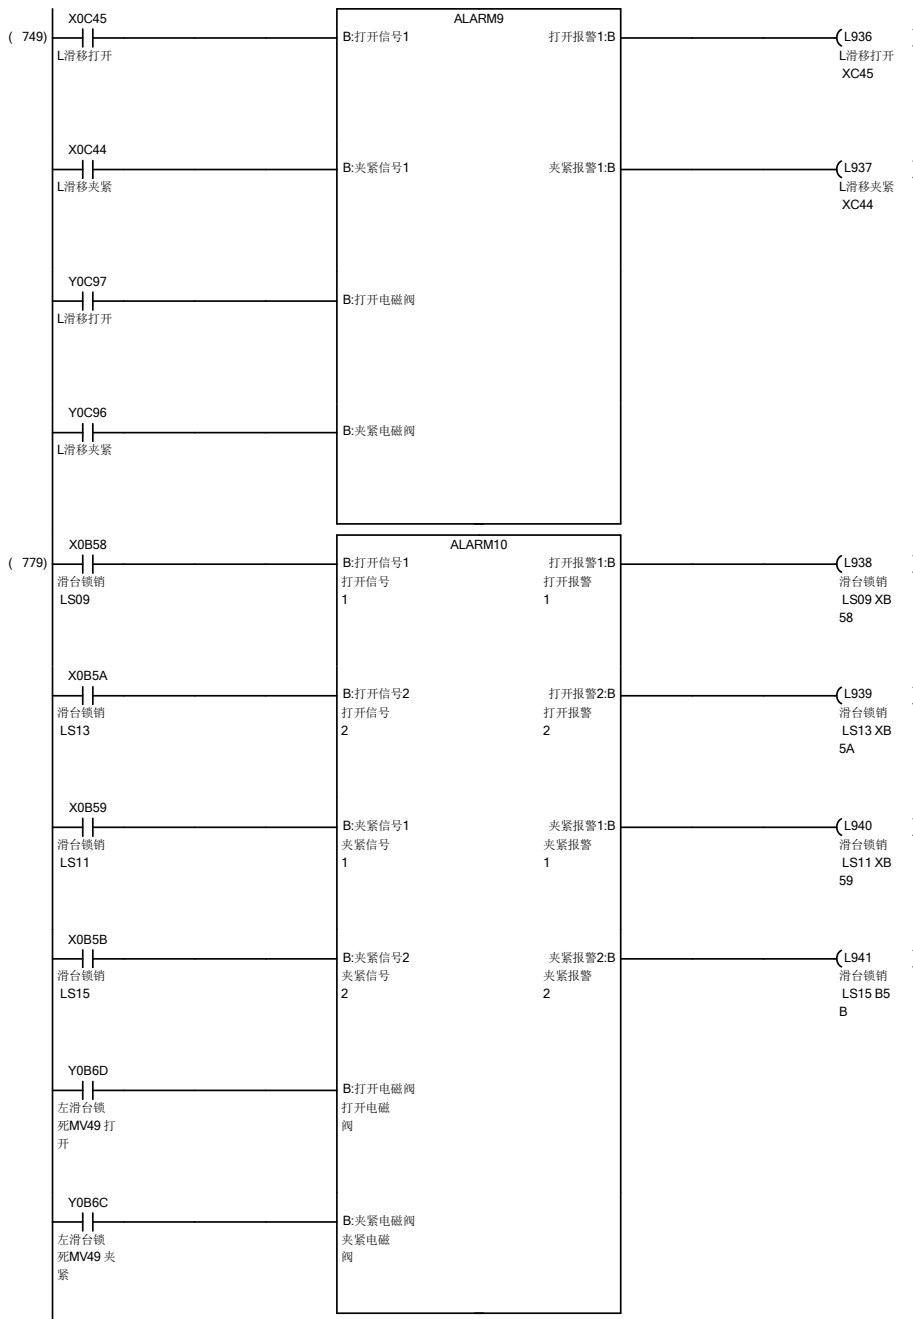 X0C45
ALARM9
( 749)
B:打开信号1
打开报警1:B
L936
L滑移打开
L滑移打开
XC45
X0C44
B:夹紧信号1
夹紧报警1:B
L937
L滑移夹紧
L滑移夹紧
XC44
Y0C97
B:打开电磁阀
L滑移打开
Y0C96
B:夹紧电磁阀
L滑移夹紧
X0B58
ALARM10
( 779)
B:打开信号1
打开报警1:B
L938
滑台锁销
打开信号
打开报警
滑台锁销
LS09
1
1
LS09 XB
58
X0B5A
B:打开信号2
打开报警2:B
L939
滑台锁销
打开信号
打开报警
滑台锁销
LS13
2
2
LS13 XB
5A
X0B59
B:夹紧信号1
夹紧报警1:B
L940
滑台锁销
夹紧信号
夹紧报警
滑台锁销
LS11
1
1
LS11 XB
59
X0B5B
B:夹紧信号2
夹紧报警2:B
L941
滑台锁销
夹紧信号
夹紧报警
滑台锁销
LS15
2
2
LS15 B5
B
Y0B6D
B:打开电磁阀
左滑台锁
打开电磁
死MV49 打
阀
开
Y0B6C
B:夹紧电磁阀
左滑台锁
夹紧电磁
死MV49 夹
阀
紧